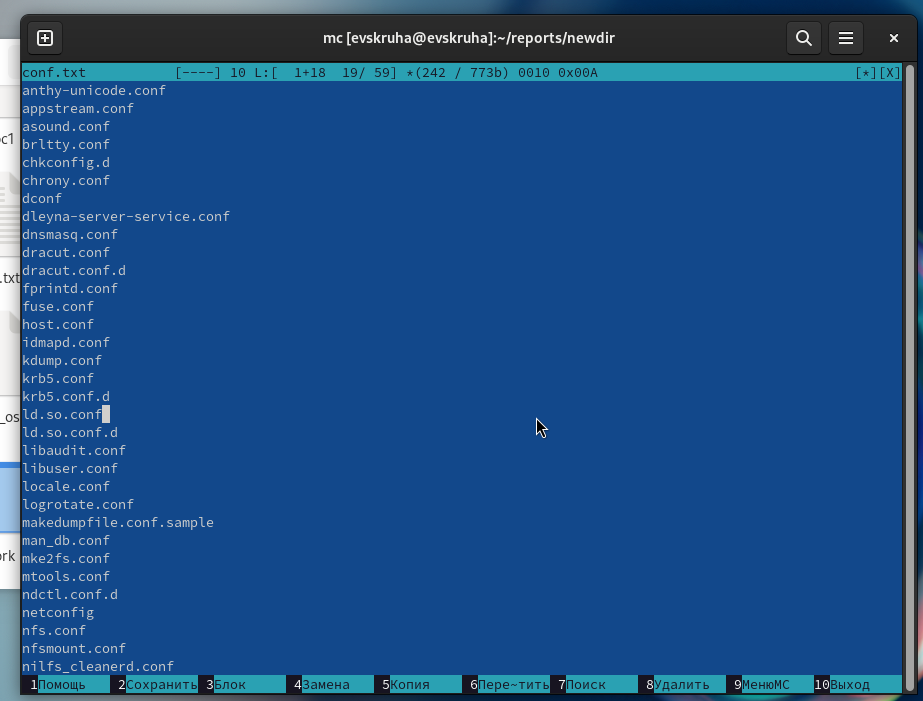 mc [evskruha@evskruha]:~/reports/newdir
conf.txt [----] 10 L:[ 1+18 19/ 59] *(242 / 773b) 0010 0x00A [*][X]
anthy-unicode.conf
appstream.conf
asound.conf
brltty.conf
chkconfig.d
chrony.conf
dconf
dleyna-server-service.conf
dnsmasq.conf
dracut.conf
dracut.conf.d
fprintd.conf
fuse.conf
host.conf
idmapd.conf
kdump.conf
krb5.conf
krb5.conf.d
ld.so.conf
ld.so.conf.d
libaudit.conf
libuser.conf
locale.conf
logrotate.conf
makedumpfile.conf.sample
man_db.conf
mke2fs.conf
mtools.conf
ndctl.conf.d
netconfig
nfs.conf
nfsmount.conf
nilfs_cleanerd.conf
1Помощь 2Сохранить 3Блок 4Замена 5Копия 6Пере~тить 7Поиск 8Удалить 9МенюMC 10Выход
oc1
.txt
_os
ork